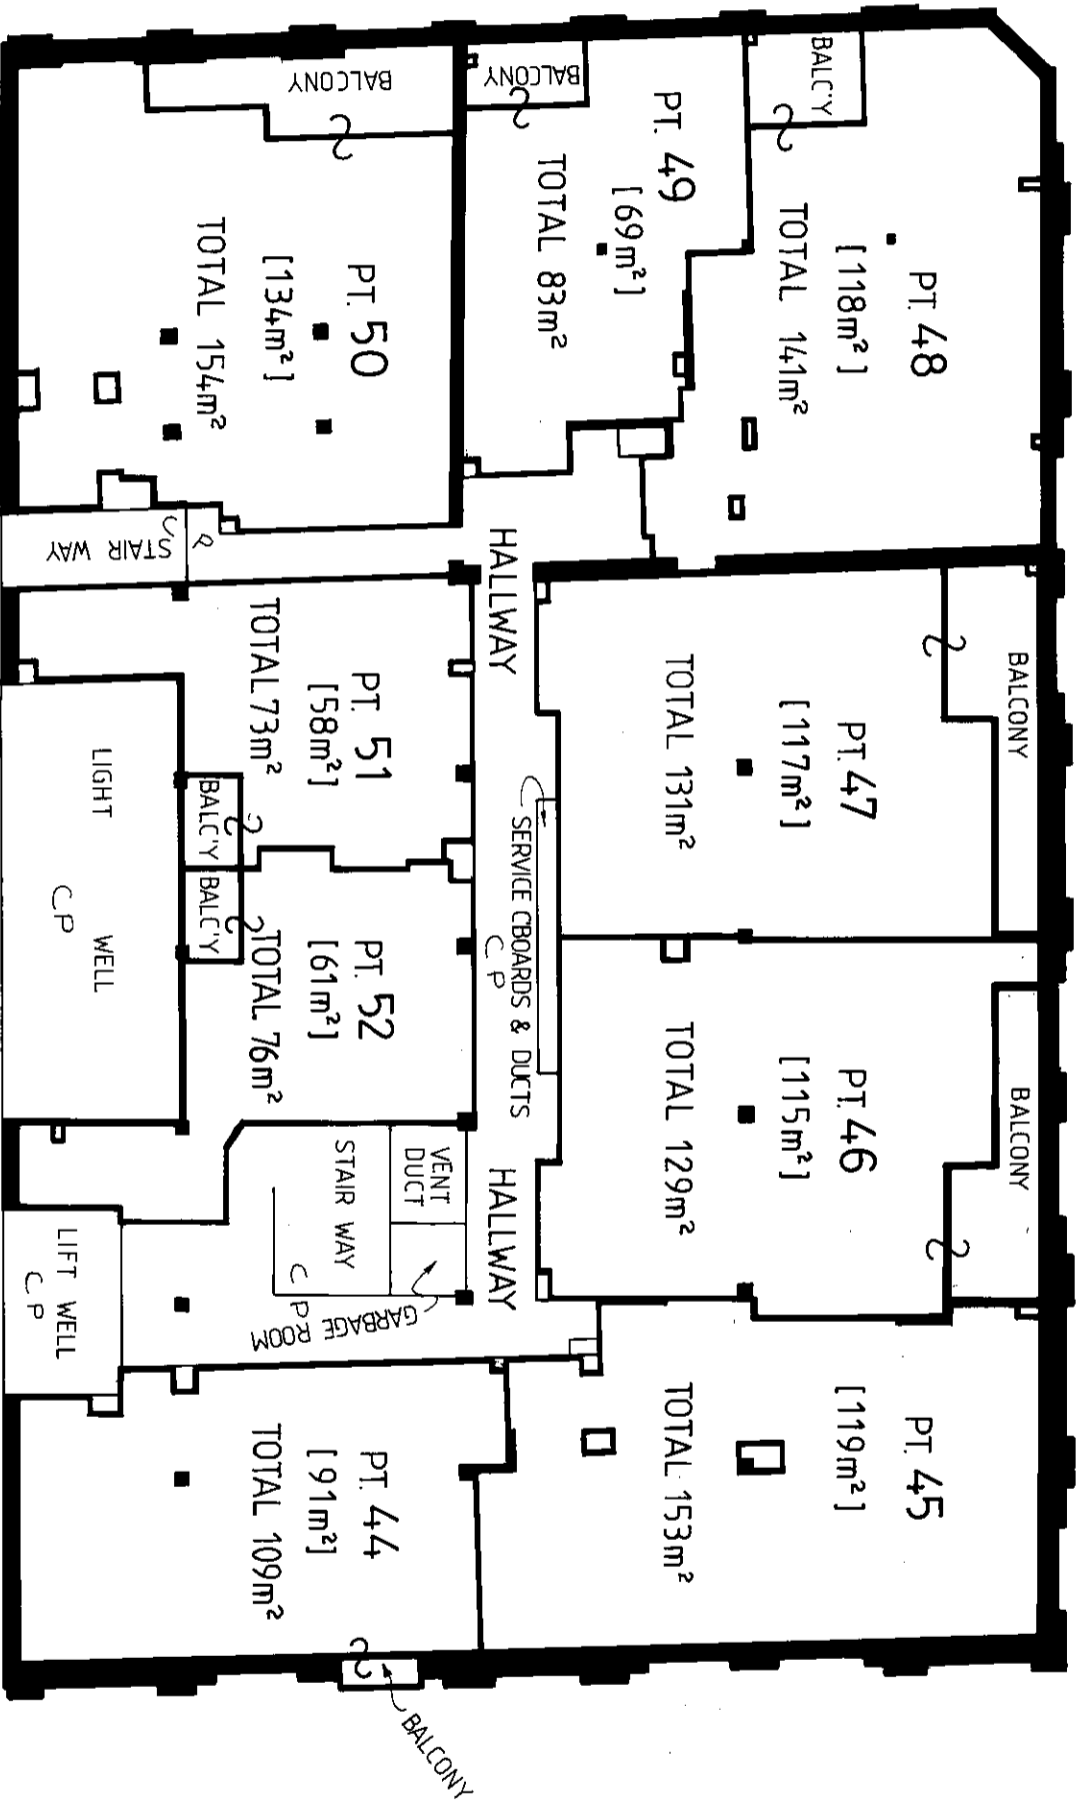 BALC'Y
PT. 48
[118m²]
TOTAL 141m²
BALCONY
PT. 49
[69m²]
TOTAL 83m²
BALCONY
PT. 50
[134m²]
TOTAL 154m²
STAIR WAY
C P
HALLWAY
BALCONY
PT. 47
[117m²]
TOTAL 131m²
SERVICE C'BOARDS & DUCTS
C P
PT. 51
[58m²]
TOTAL 73m²
BALC'Y
BALC'Y
LIGHT WELL
C P
PT. 52
[61m²]
TOTAL 76m²
BALCONY
PT. 46
[115m²]
TOTAL 129m²
HALLWAY
VENT
DUCT
STAIR WAY
C P
GARBAGE ROOM
LIFT WELL
C P
PT. 45
[119m²]
TOTAL 153m²
PT. 44
[91m²]
TOTAL 109m²
BALCONY